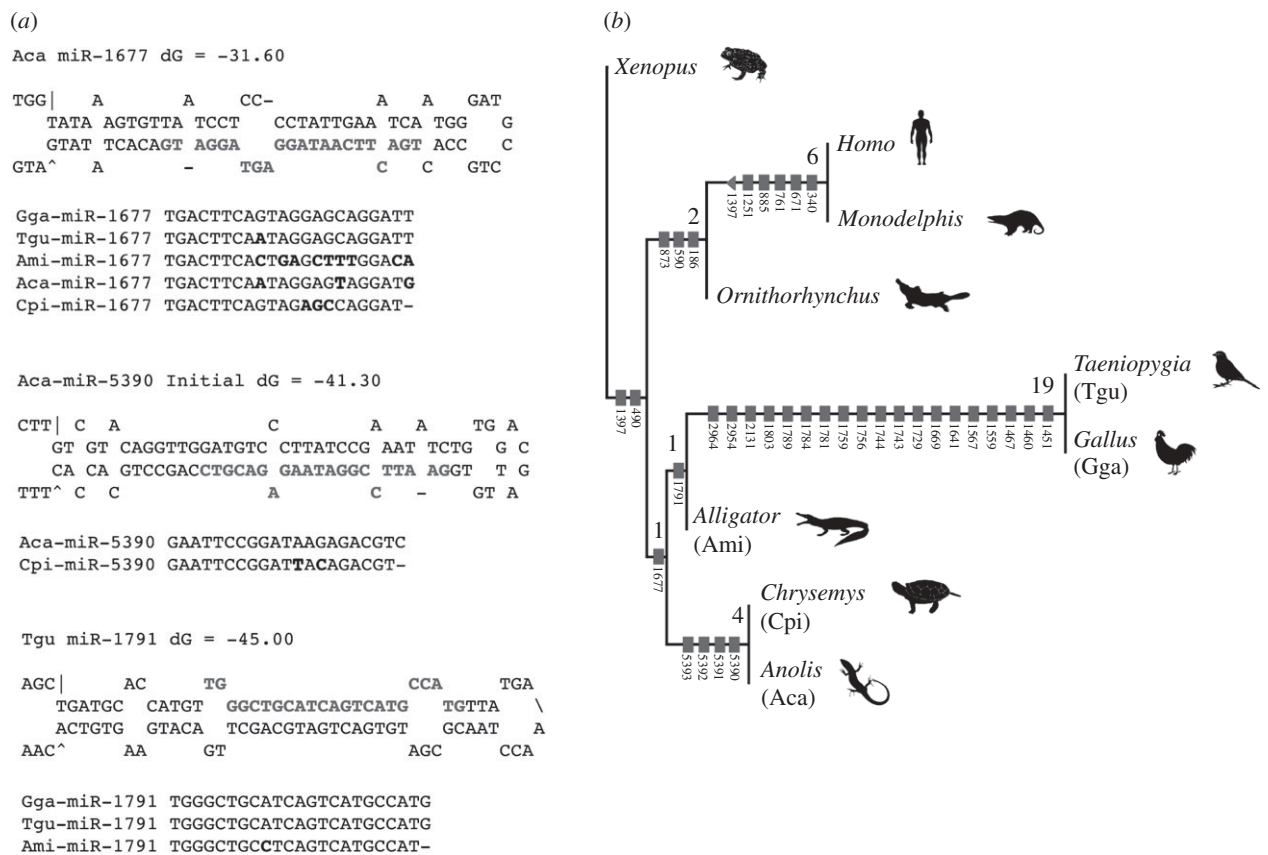 (a)
Aca miR-1677 dG = -31.60
TGG| A A CC- A A GAT
TATA AGTGTTA TCCT CCTATTGAA TCA TGG G
GTAT TCACAGT AGGA GGATAACTT AGT ACC C
GTA^ A - TGA C C GTC
Gga-miR-1677 TGACTTCAGTAGGAGCAGGATT
Tgu-miR-1677 TGACTTCAATAGGAGCAGGATT
Ami-miR-1677 TGACTTCACTGAGCTTTGGACA
Aca-miR-1677 TGACTTCAATAGGAGTAGGATG
Cpi-miR-1677 TGACTTCAGTAGAGCCAGGAT-
Aca-miR-5390 Initial dG = -41.30
CTT| C A C A A TG A
GT GT CAGGTTGGATGTC CTTATCCG AAT TCTG G C
CA CA GTCCGACCTGCAG GAATAGGC TTA AGGT T G
TTT^ C C A C - GT A
Aca-miR-5390 GAATTCCGGATAAGAGACGTC
Cpi-miR-5390 GAATTCCGGATTACAGACGT-
Tgu miR-1791 dG = -45.00
AGC| AC TG CCA TGA
TGATGC CATGT GGCTGCATCAGTCATG TGTTA \
ACTGTG GTACA TCGACGTAGTCAGTGT GCAAT A
AAC^ AA GT AGC CCA
Gga-miR-1791 TGGGCTGCATCAGTCATGCCATG
Tgu-miR-1791 TGGGCTGCATCAGTCATGCCATG
Ami-miR-1791 TGGGCTGCCTCAGTCATGCCAT-
(b)
Xenopus
Homo
6
1397 1251 885 761 671 340
Monodelphis
2
873 590 186
Ornithorhynchus
Taeniopygia
(Tgu)
19
2964 2954 2131 1803 1789 1784 1781 1759 1756 1744 1743 1729 1669 1641 1567 1559 1467 1460 1451
Gallus
(Gga)
1397 490
1
1791
Alligator
(Ami)
1
1677
Chrysemys
(Cpi)
4
5393 5392 5391 5390
Anolis
(Aca)